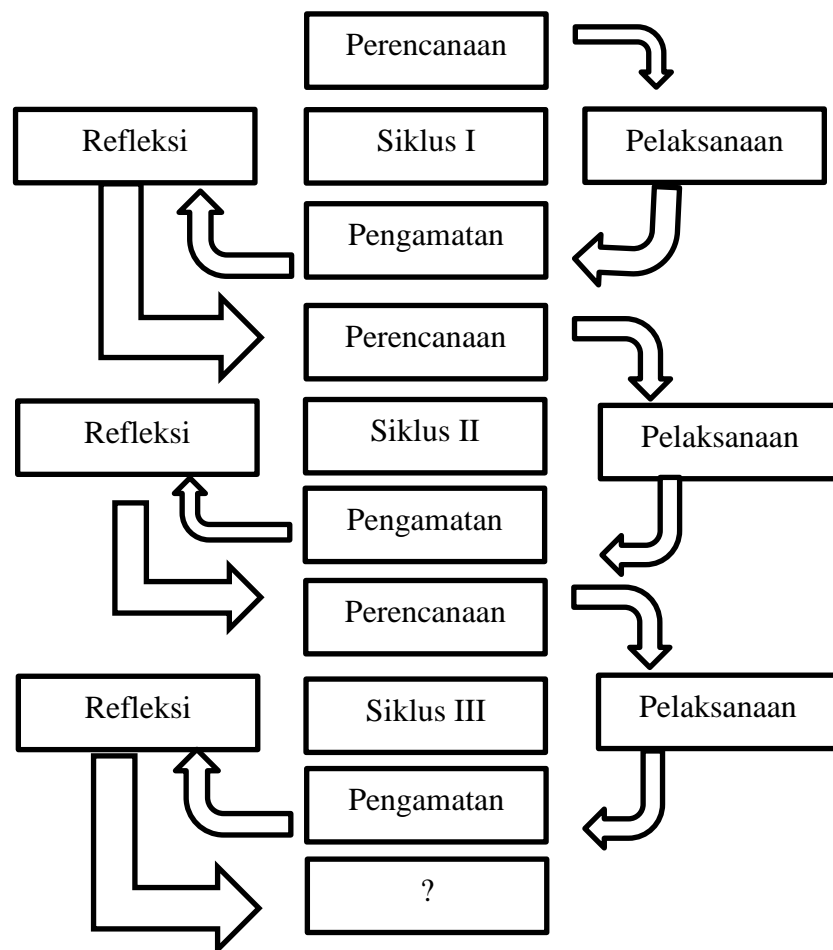 Perencanaan
Refleksi
Siklus I
Pelaksanaan
Pengamatan
Perencanaan
Refleksi
Siklus II
Pelaksanaan
Pengamatan
Perencanaan
Refleksi
Siklus III
Pelaksanaan
Pengamatan
?